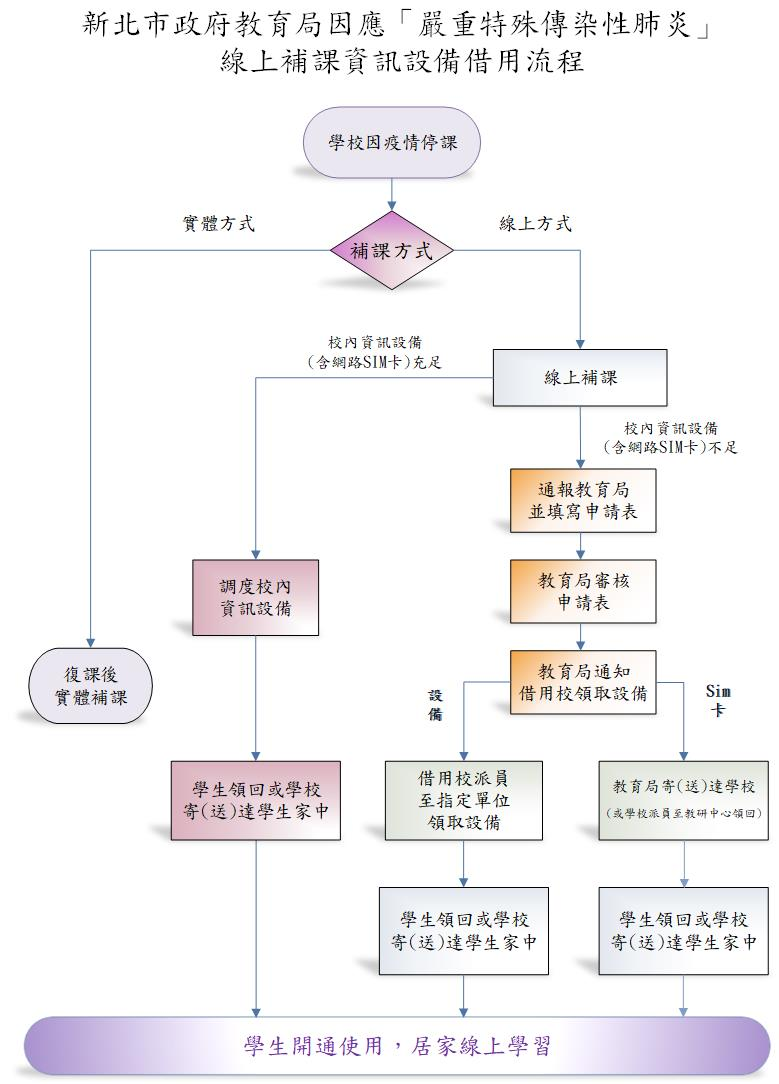 新北市政府教育局因應「嚴重特殊傳染性肺炎」
線上補課資訊設備借用流程
學校因疫情停課
實體方式
線上方式
補課方式
校內資訊設備
(含網路SIM卡)充足
線上補課
校內資訊設備
(含網路SIM卡)不足
通報教育局
並填寫申請表
調度校內
資訊設備
教育局審核
申請表
復課後
實體補課
教育局通知
借用校領取設備
設
備
Sim
卡
學生領回或學校
寄(送)達學生家中
借用校派員
至指定單位
領取設備
教育局寄(送)達學校
(或學校派員至教研中心領回)
學生領回或學校
寄(送)達學生家中
學生領回或學校
寄(送)達學生家中
學生開通使用，居家線上學習